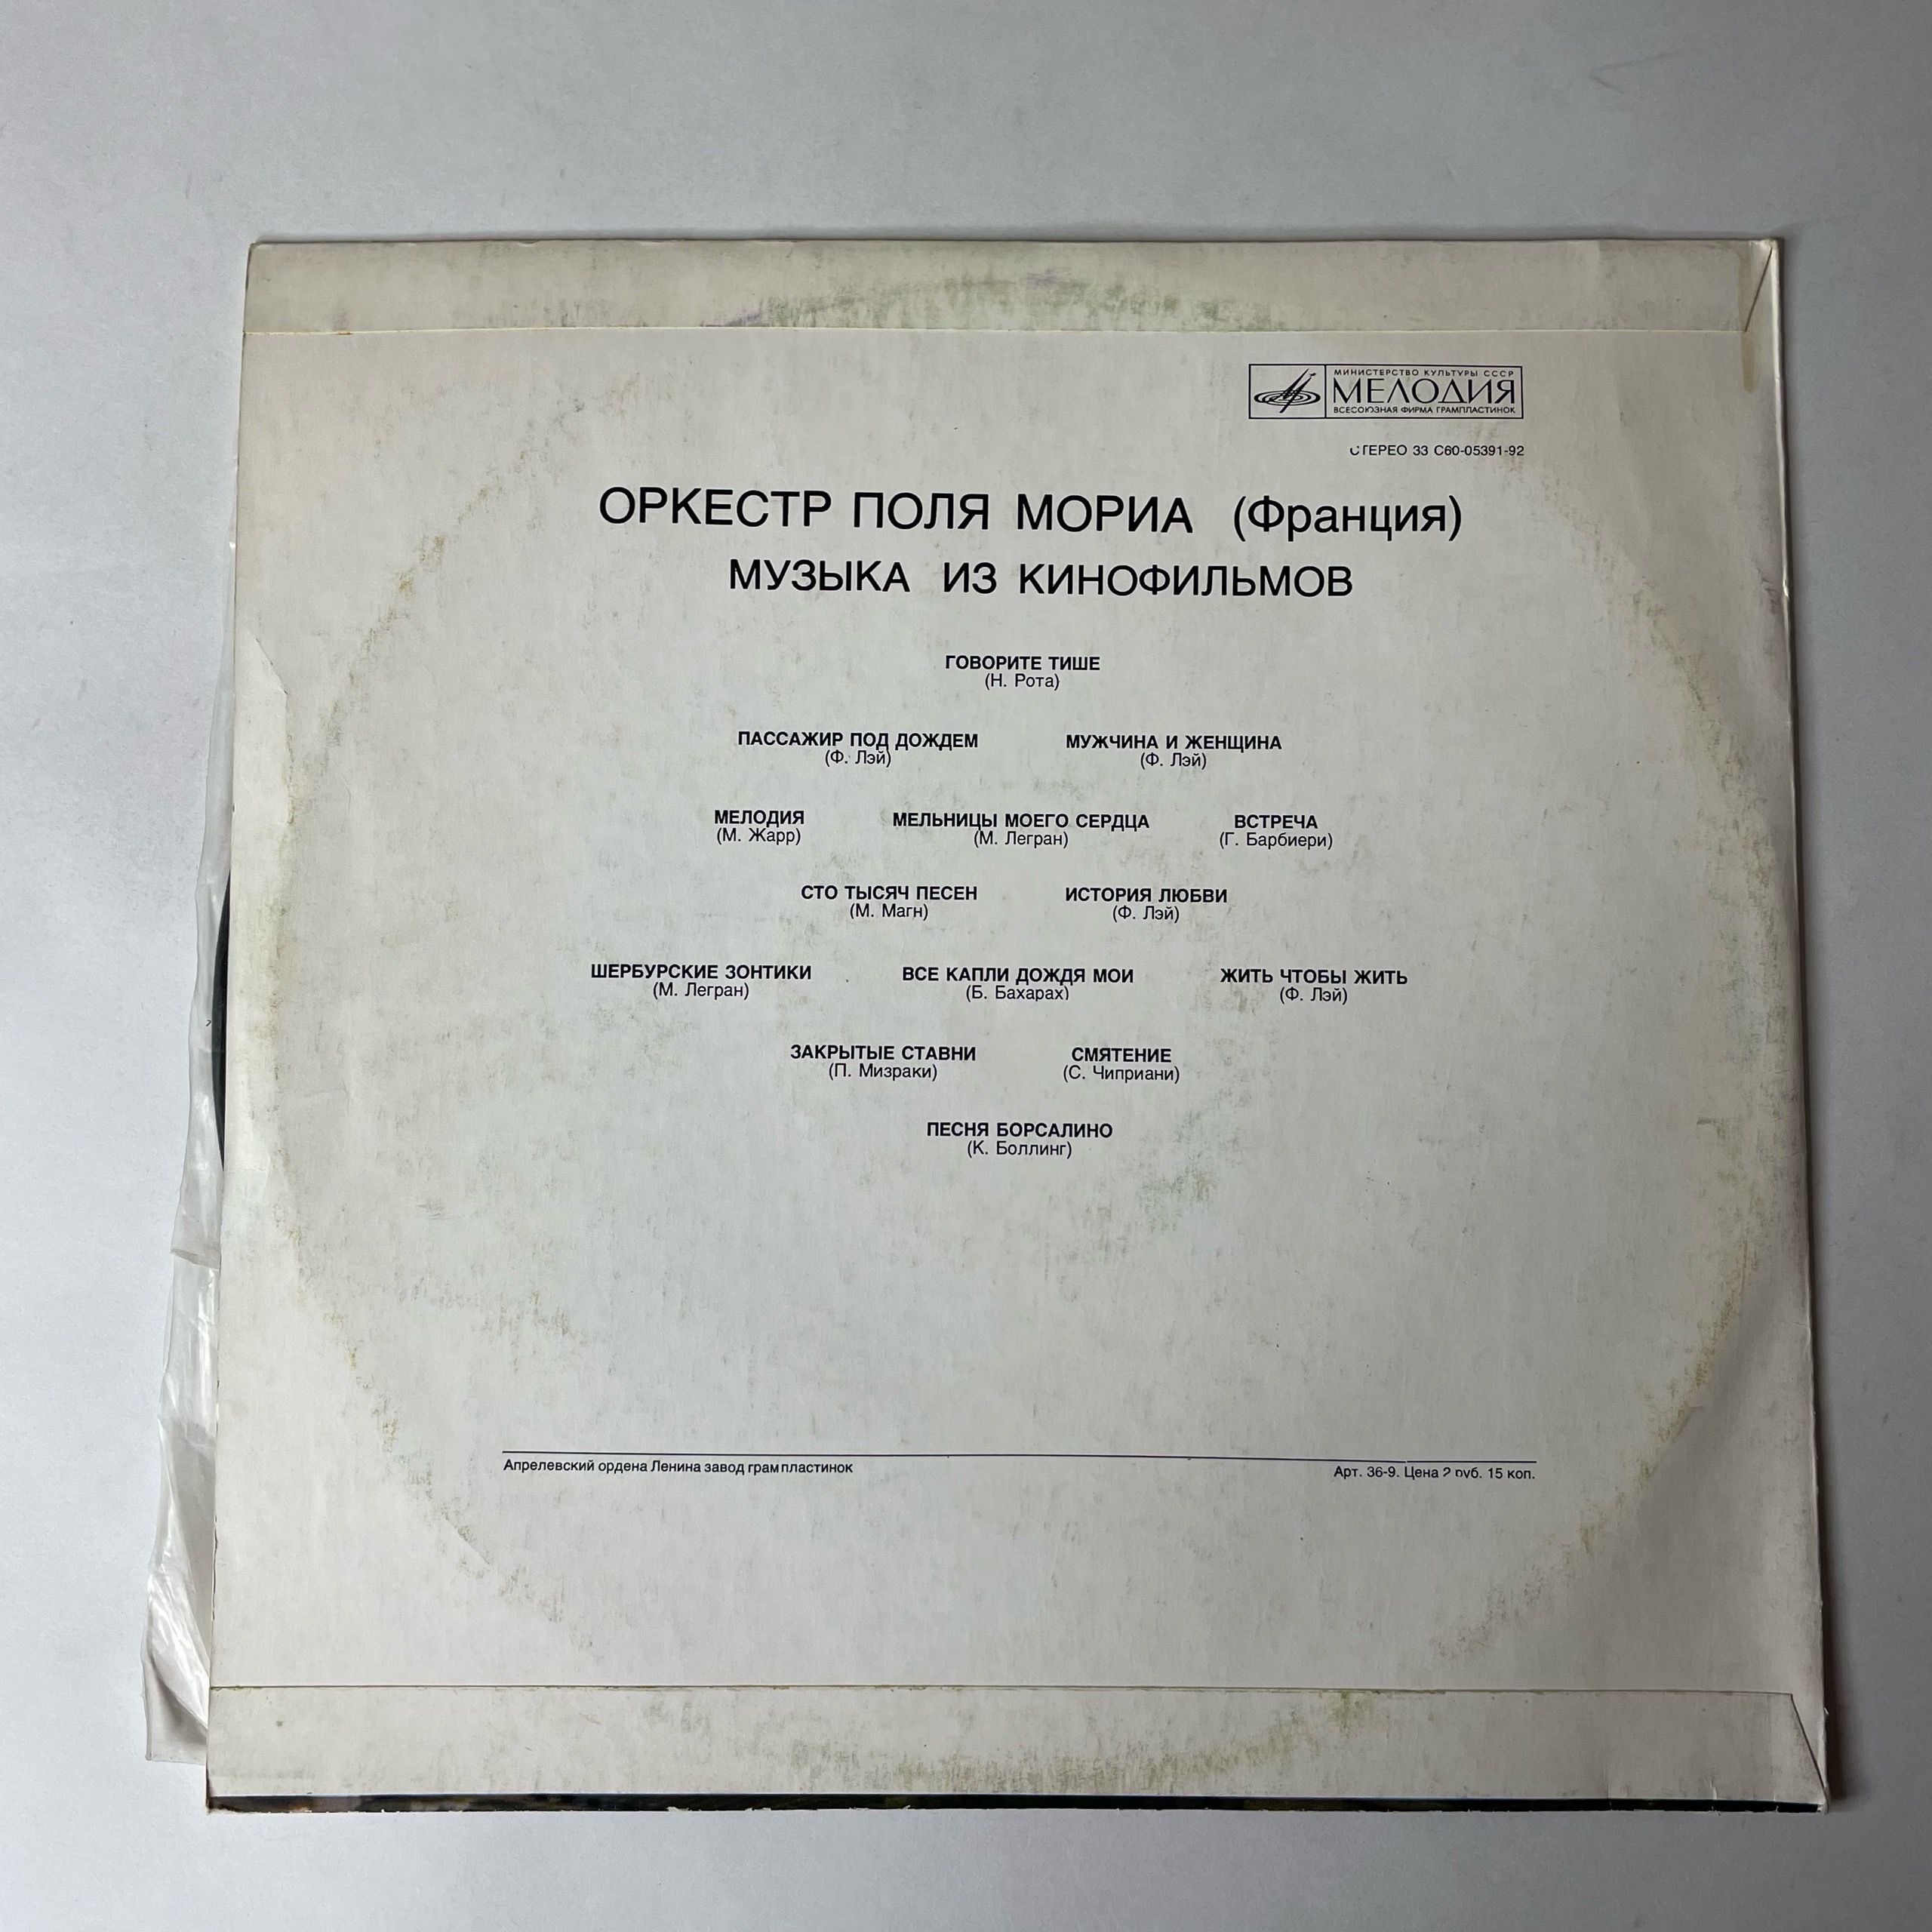 МИНИСТЕРСТВО КУЛЬТУРЫ СССР
МЕЛОДИЯ
ВСЕСОЮЗНАЯ ФИРМА ГРАМПЛАСТИНОК
СТЕРЕО 33 С60-05391-92
ОРКЕСТР ПОЛЯ МОРИА (Франция)
МУЗЫКА ИЗ КИНОФИЛЬМОВ
ГОВОРИТЕ ТИШЕ
(Н. Рота)
ПАССАЖИР ПОД ДОЖДЕМ
(Ф. Лэй)
МУЖЧИНА И ЖЕНЩИНА
(Ф. Лэй)
МЕЛОДИЯ
(М. Жарр)
МЕЛЬНИЦЫ МОЕГО СЕРДЦА
(М. Легран)
ВСТРЕЧА
(Г. Барбиери)
СТО ТЫСЯЧ ПЕСЕН
(М. Магн)
ИСТОРИЯ ЛЮБВИ
(Ф. Лэй)
ШЕРБУРСКИЕ ЗОНТИКИ
(М. Легран)
ВСЕ КАПЛИ ДОЖДЯ МОИ
(Б. Бахарах)
ЖИТЬ ЧТОБЫ ЖИТЬ
(Ф. Лэй)
ЗАКРЫТЫЕ СТАВНИ
(П. Мизраки)
СМЯТЕНИЕ
(С. Чиприани)
ПЕСНЯ БОРСАЛИНО
(К. Боллинг)
Апрелевский ордена Ленина завод грампластинок
Арт. 36-9. Цена 2 руб. 15 коп.